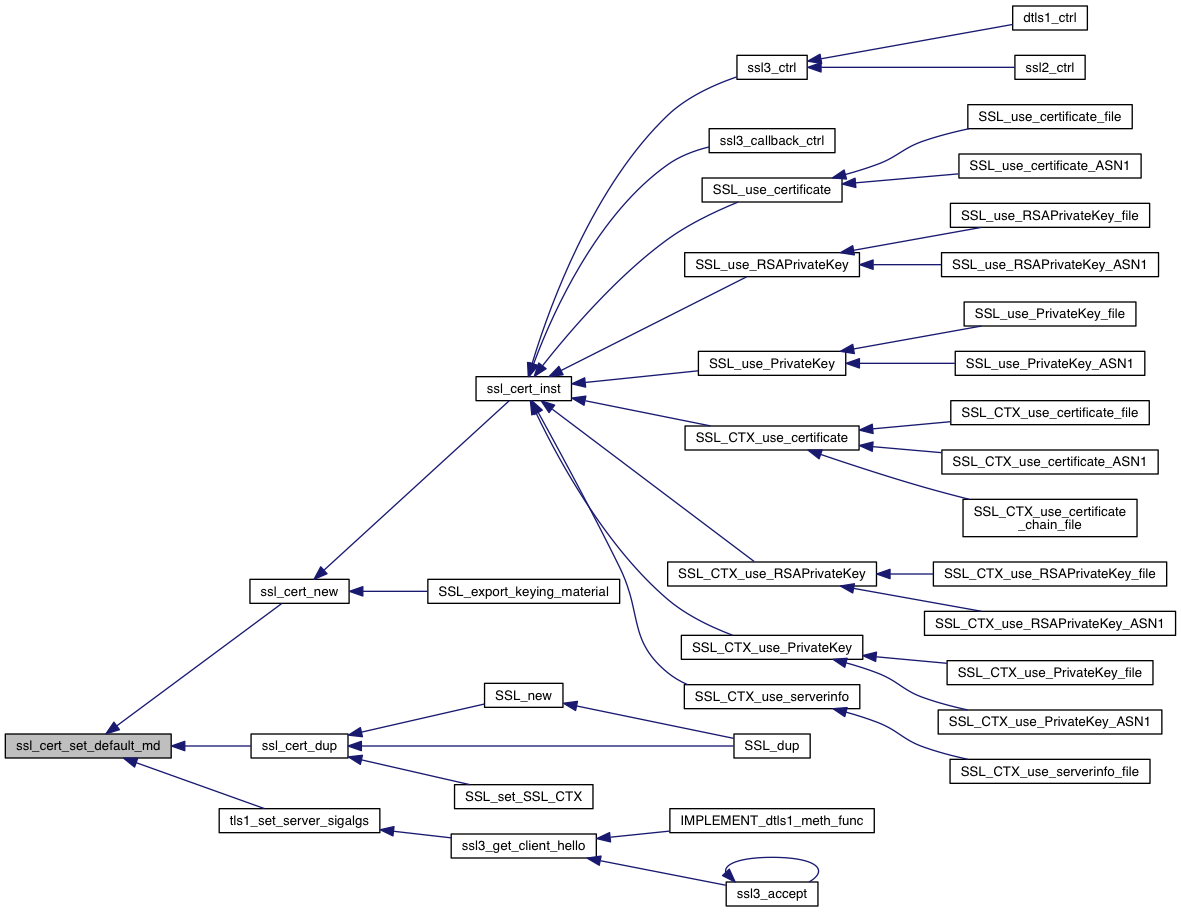 dtls1_ctrl
ssl3_ctrl
ssl2_ctrl
SSL_use_certificate_file
ssl3_callback_ctrl
SSL_use_certificate_ASN1
SSL_use_certificate
SSL_use_RSAPrivateKey_file
SSL_use_RSAPrivateKey
SSL_use_RSAPrivateKey_ASN1
SSL_use_PrivateKey_file
SSL_use_PrivateKey
SSL_use_PrivateKey_ASN1
ssl_cert_inst
SSL_CTX_use_certificate_file
SSL_CTX_use_certificate
SSL_CTX_use_certificate_ASN1
SSL_CTX_use_certificate
_chain_file
SSL_CTX_use_RSAPrivateKey
SSL_CTX_use_RSAPrivateKey_file
ssl_cert_new
SSL_export_keying_material
SSL_CTX_use_RSAPrivateKey_ASN1
SSL_CTX_use_PrivateKey
SSL_CTX_use_PrivateKey_file
SSL_new
SSL_CTX_use_serverinfo
SSL_CTX_use_PrivateKey_ASN1
ssl_cert_set_default_md
ssl_cert_dup
SSL_dup
SSL_CTX_use_serverinfo_file
SSL_set_SSL_CTX
tls1_set_server_sigalgs
IMPLEMENT_dtls1_meth_func
ssl3_get_client_hello
ssl3_accept